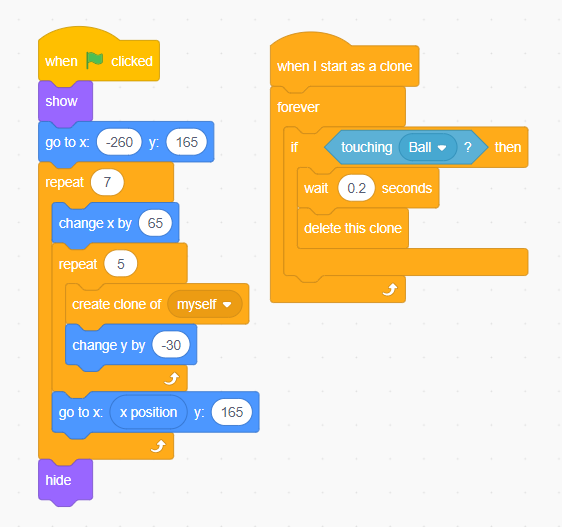 when clicked
show
go to x: -260 y: 165
repeat 7
change x by 65
repeat 5
create clone of myself
change y by -30
go to x: x position y: 165
hide
when I start as a clone
forever
if touching Ball ? then
wait 0.2 seconds
delete this clone